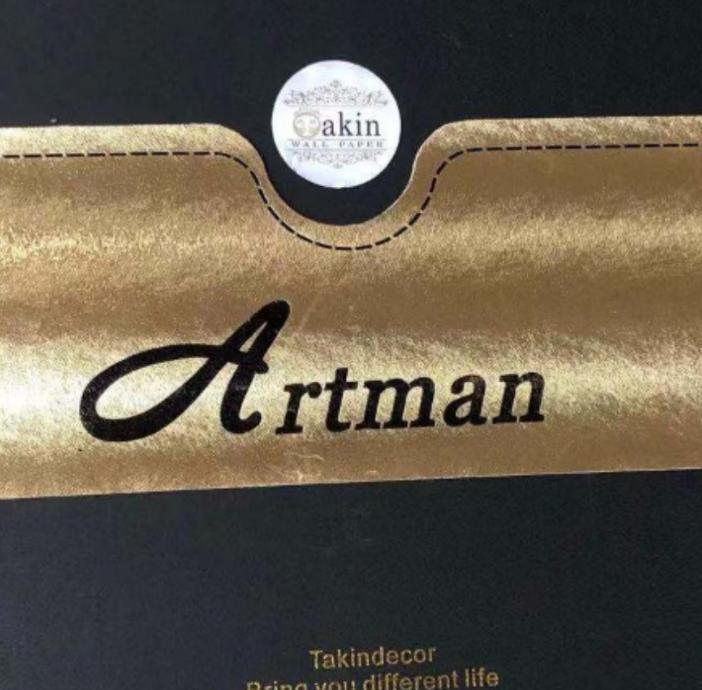 Takin
WALL PAPER
Artman
Takindecor
Bring you different life